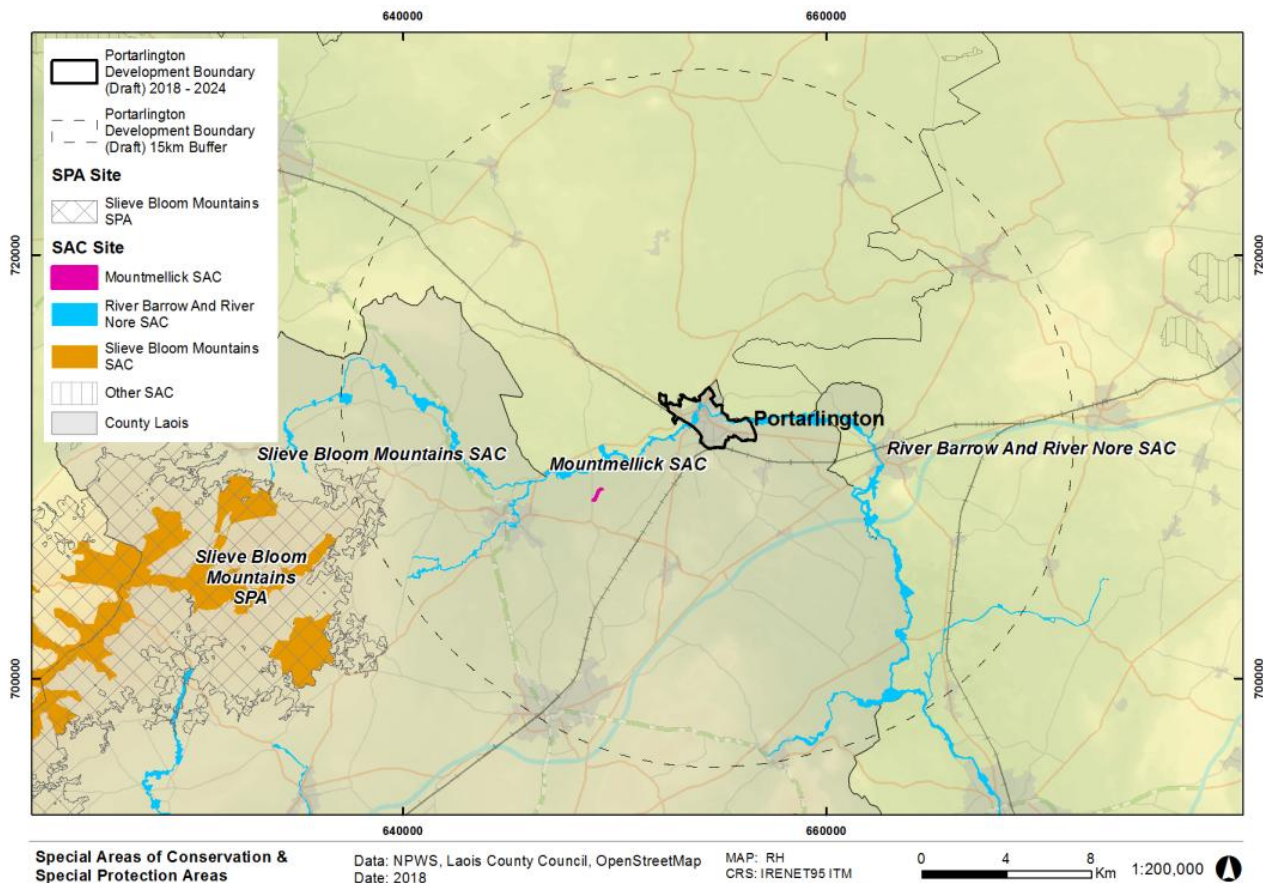 640000
660000
Portarlington
Development Boundary
(Draft) 2018 - 2024
Portarlington
Development Boundary
(Draft) 15km Buffer
SPA Site
Slieve Bloom Mountains
SPA
SAC Site
Mountmellick SAC
River Barrow And River
Nore SAC
Slieve Bloom Mountains
SAC
Other SAC
County Laois
720000
720000
Portarlington
Slieve Bloom Mountains SAC
Mountmellick SAC
River Barrow And River Nore SAC
Slieve Bloom
Mountains
SPA
700000
700000
640000
660000
Special Areas of Conservation &
Special Protection Areas
Data: NPWS, Laois County Council, OpenStreetMap
Date: 2018
MAP: RH
CRS: IRENET95 ITM
0 4 8
Km
1:200,000